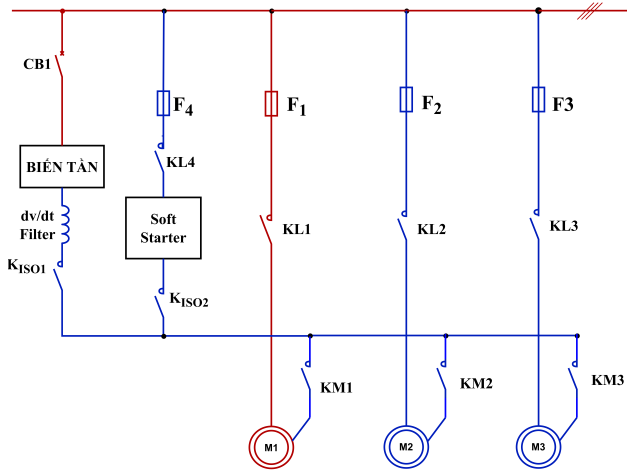 CB1
F4
F1
F2
F3
BIẾN TẦN
KL4
dv/dt
Filter
Soft
Starter
KL1
KL2
KL3
KISO1
KISO2
KM1
KM2
KM3
M1
M2
M3